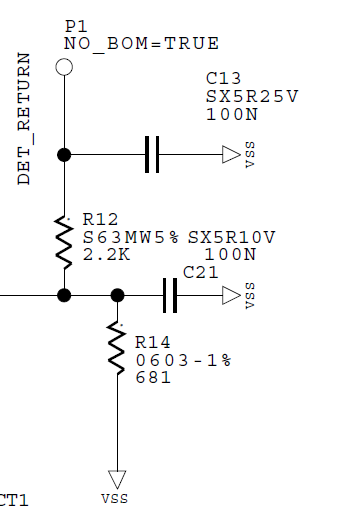 P1
NO_BOM=TRUE
DET_RETURN
C13
SX5R25V
100N
VSS
R12
S63MW5% SX5R10V
2.2K 100N
C21
VSS
R14
0603-1%
681
VSS
CT1